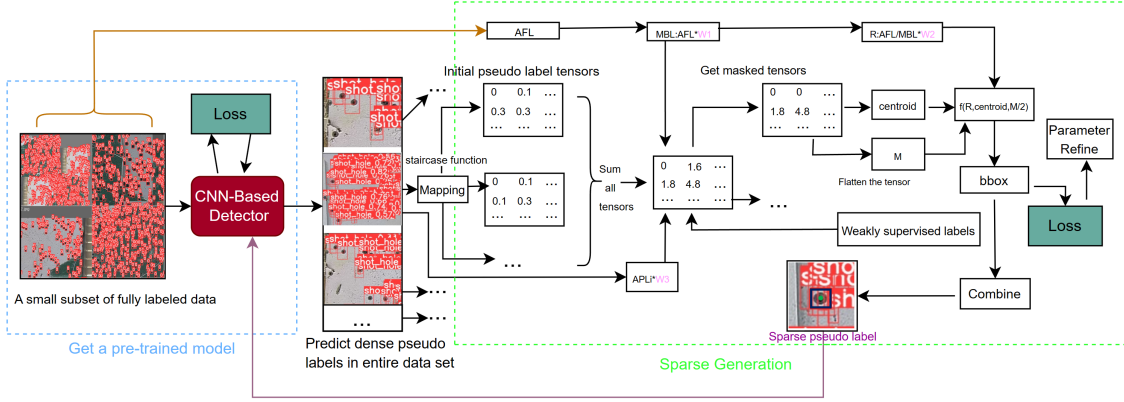 AFL
MBL:AFL*W1
R:AFL/MBL*W2
Initial pseudo label tensors
Get masked tensors
Loss
shot_hole
shot
0 0.1 ...
0.3 0.3 ...
... ...
0 0
1.8 4.8 ...
... ...
centroid
f(R,centroid,M/2)
Parameter
Refine
staircase function
Mapping
CNN-Based
Detector
shot_hole
0 0.1 ...
0.1 0.3 ...
... ...
Sum
all
tensors
0 1.6 ...
1.8 4.8 ...
... ...
M
Flatten the tensor
bbox
...
Loss
Weakly supervised labels
APLi*W3
Combine
A small subset of fully labeled data
...
Predict dense pseudo
labels in entire data set
Sparse pseudo label
Get a pre-trained model
Sparse Generation